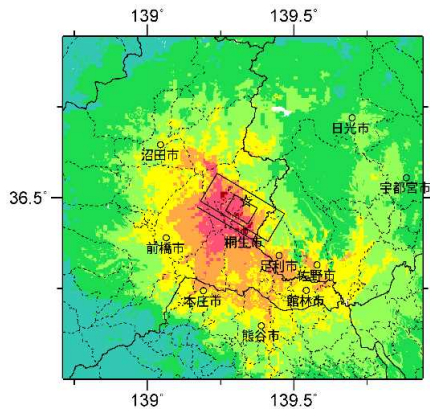 139° 139.5°
日光市
沼田市
宇都宮市
36.5°
桐生市
前橋市
足利市
佐野市
本庄市
館林市
熊谷市
139° 139.5°